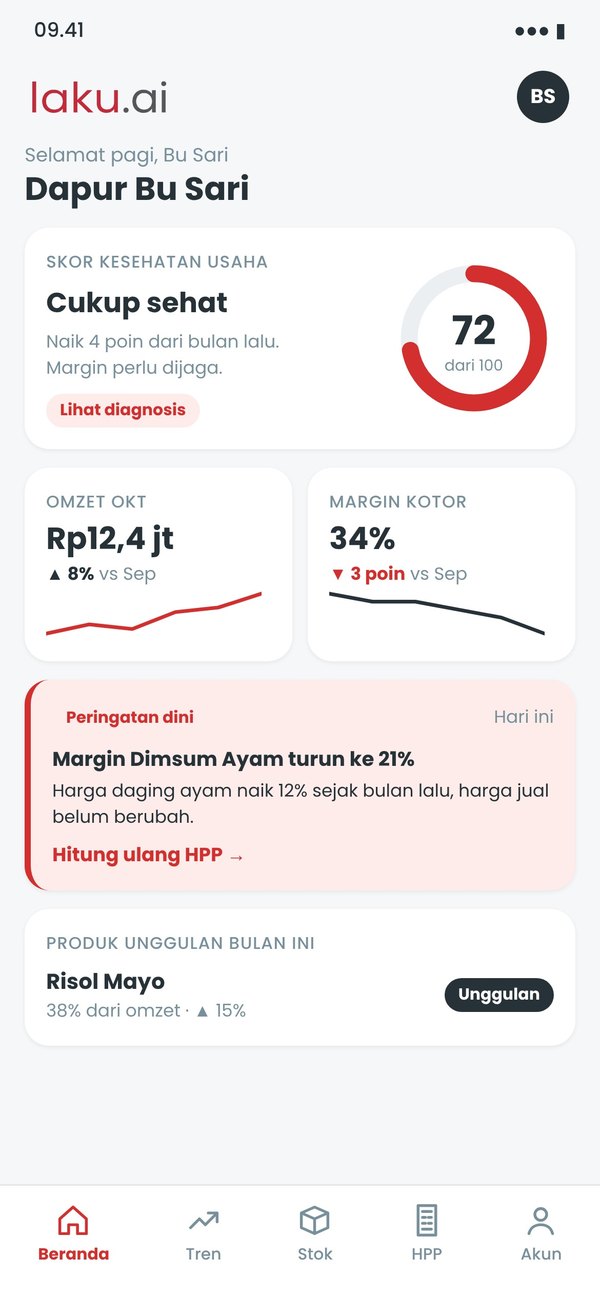 09.41
laku.ai
BS
Selamat pagi, Bu Sari
Dapur Bu Sari
SKOR KESEHATAN USAHA
Cukup sehat
Naik 4 poin dari bulan lalu.
Margin perlu dijaga.
Lihat diagnosis
72
dari 100
OMZET OKT
Rp12,4 jt
▲ 8% vs Sep
MARGIN KOTOR
34%
▼ 3 poin vs Sep
Peringatan dini
Hari ini
Margin Dimsum Ayam turun ke 21%
Harga daging ayam naik 12% sejak bulan lalu, harga jual
belum berubah.
Hitung ulang HPP →
PRODUK UNGGULAN BULAN INI
Risol Mayo
38% dari omzet · ▲ 15%
Unggulan
Beranda
Tren
Stok
HPP
Akun